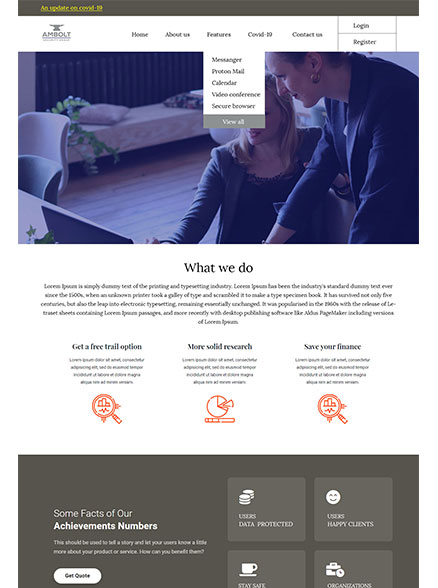 An update on covid-19
AMBOLT
Home About us Features Covid-19 Contact us
Login
Register
Messanger
Proton Mail
Calendar
Video conference
Secure browser
View all
What we do
Lorem Ipsum is simply dummy text of the printing and typesetting industry. Lorem Ipsum has been the industry's standard dummy text ever
since the 1500s, when an unknown printer took a galley of type and scrambled it to make a type specimen book. It has survived not only five
centuries, but also the leap into electronic typesetting, remaining essentially unchanged. It was popularised in the 1960s with the release of Le-
traset sheets containing Lorem Ipsum passages, and more recently with desktop publishing software like Aldus PageMaker including versions
of Lorem Ipsum.
Get a free trail option
Lorem ipsum dolor sit amet, consectetur
adipisicing elit, sed do eiusmod tempor
incididunt ut labore et dolore magna
aliqua ren ad minim veniam.
More solid research
Lorem ipsum dolor sit amet, consectetur
adipisicing elit, sed do eiusmod tempor
incididunt ut labore et dolore magna
aliqua ren ad minim veniam.
Save your finance
Lorem ipsum dolor sit amet, consectetur
adipisicing elit, sed do eiusmod tempor
incididunt ut labore et dolore magna
aliqua ren ad minim veniam.
Some Facts of Our
Achievements Numbers
This should be used to tell a story and let your users know a little
more about your product or service. How can you benefit them?
Get Quote
USERS
DATA PROTECTED
USERS
HAPPY CLIENTS
STAY SAFE
ORGANIZATIONS